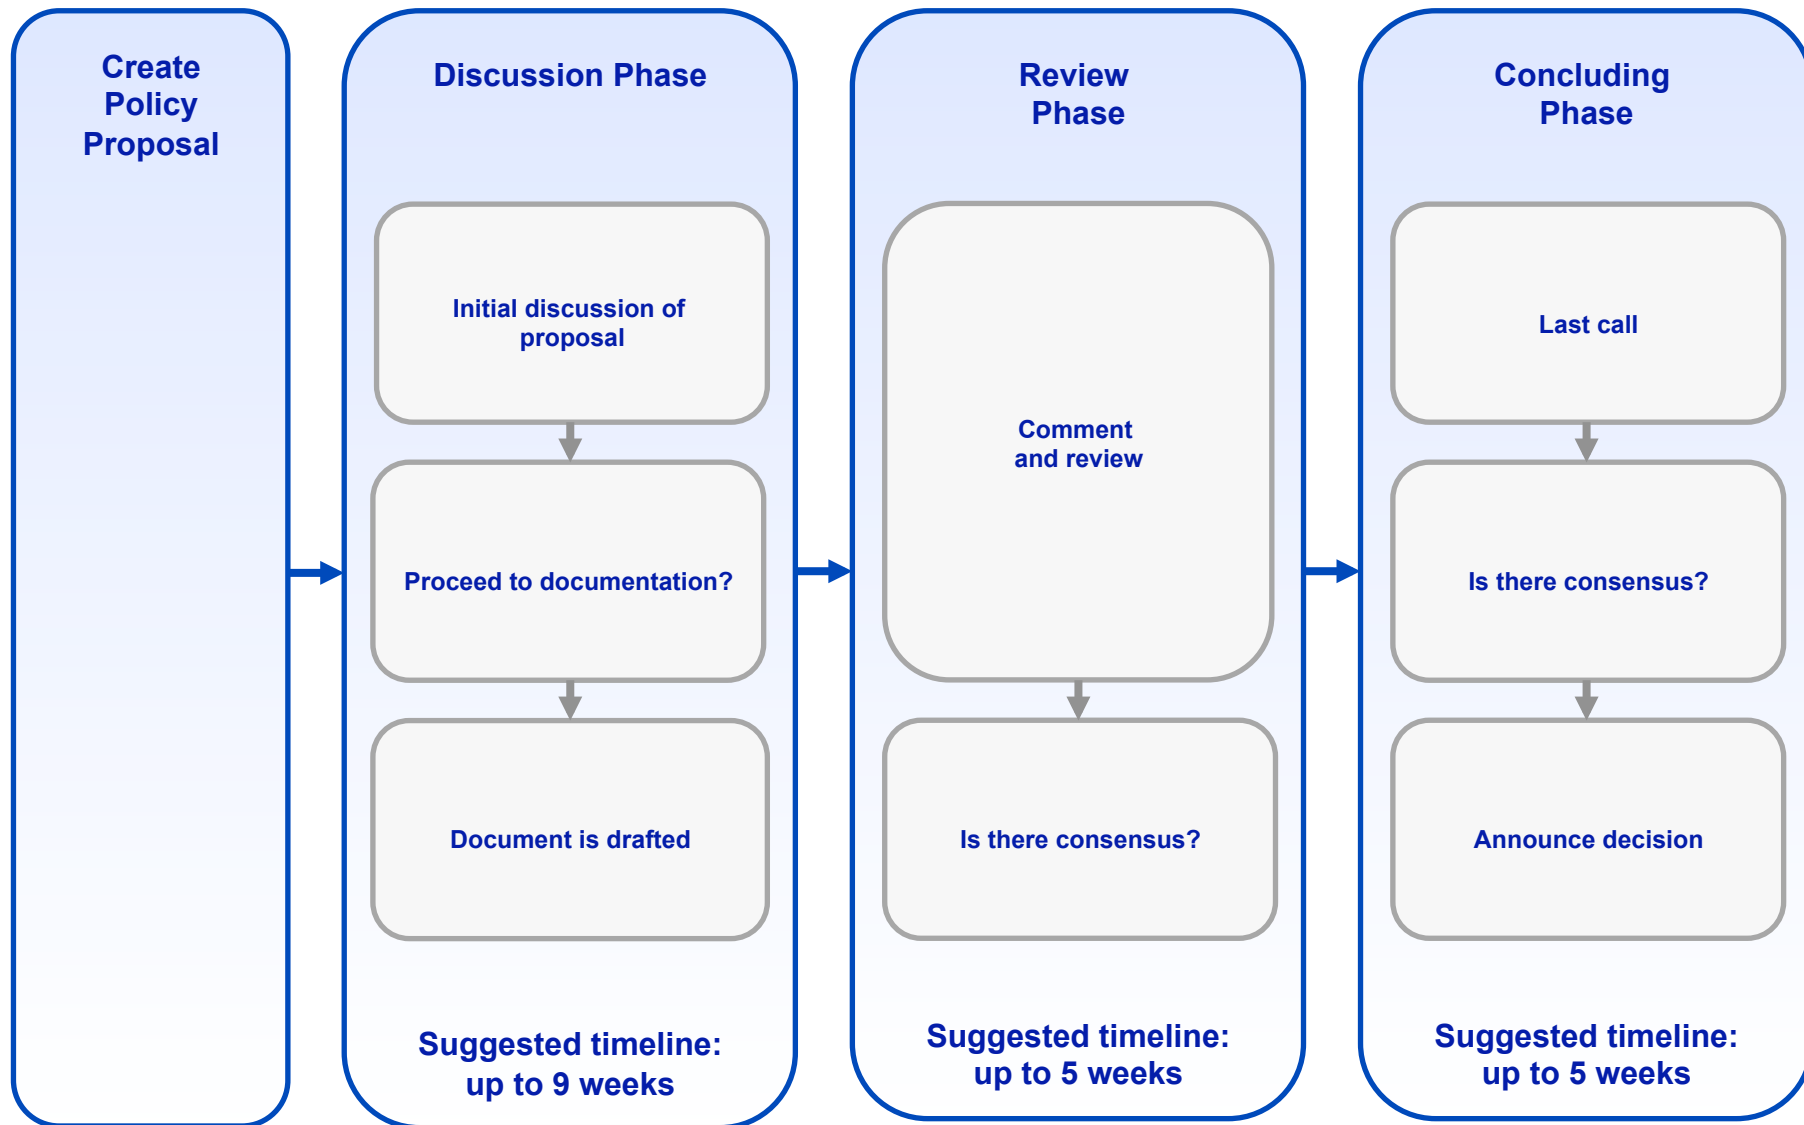 Create
Policy
Proposal
Discussion Phase
Initial discussion of
proposal
Proceed to documentation?
Document is drafted
Suggested timeline:
up to 9 weeks
Review
Phase
Comment
and review
Is there consensus?
Suggested timeline:
up to 5 weeks
Concluding
Phase
Last call
Is there consensus?
Announce decision
Suggested timeline:
up to 5 weeks